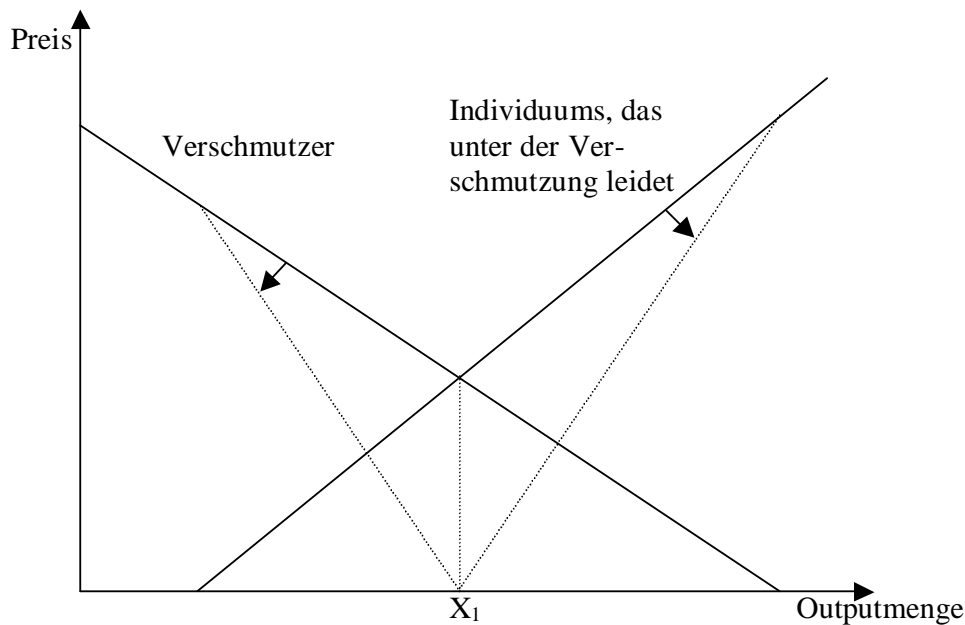 Preis
Verschmutzer
Individuums, das
unter der Ver-
schmutzung leidet
X₁
Outputmenge